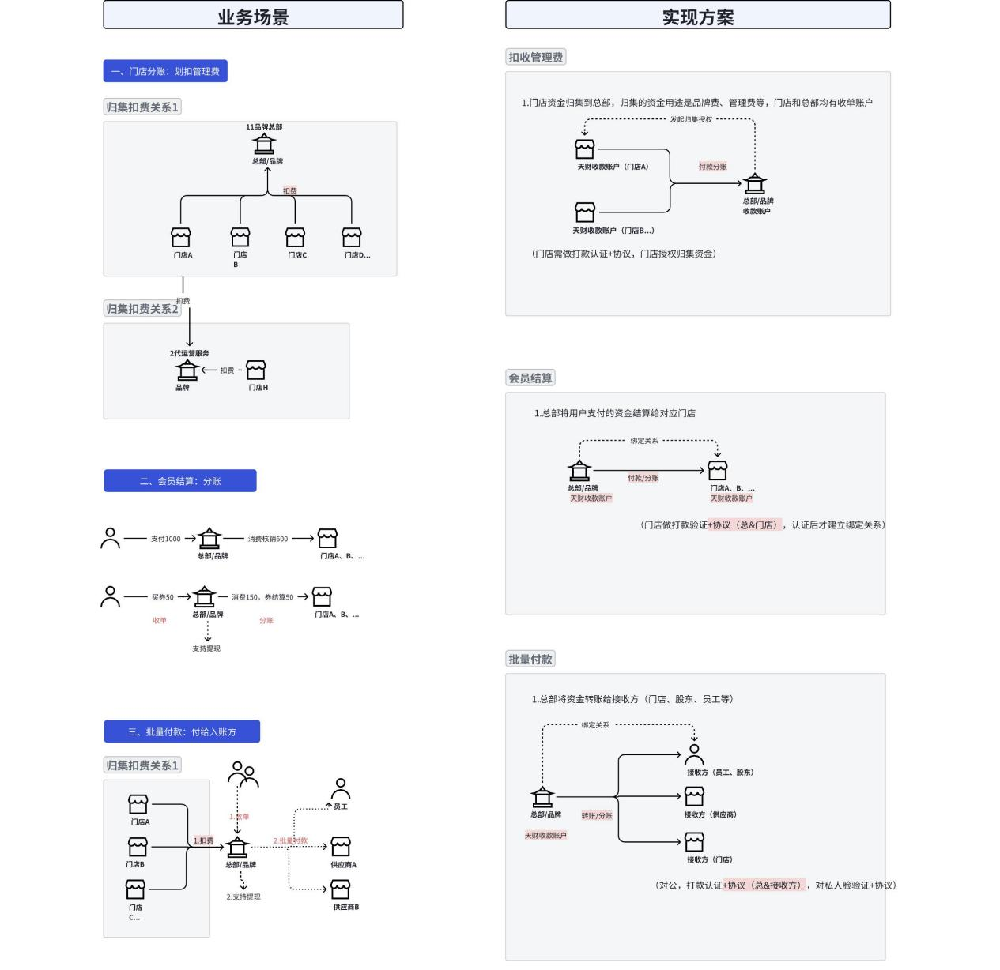 业务场景
一、门店分账：划扣管理费
归集扣费关系1
11品牌总部
总部/品牌
扣费
门店A
门店
B
门店C
门店D...
扣费
归集扣费关系2
2代运营服务
扣费
品牌
门店H
二、会员结算：分账
支付1000
消费核销600
总部/品牌
门店A、B、...
买券50
消费150，券结算50
总部/品牌
门店A、B、...
收单
分账
支持提现
三、批量付款：付给入账方
归集扣费关系1
门店A
门店B
门店
C...
1.扣费
1.收单
总部/品牌
2.支持提现
2.批量付款
员工
供应商A
供应商B
实现方案
扣收管理费
1.门店资金归集到总部，归集的资金用途是品牌费、管理费等，门店和总部均有收单账户
发起归集授权
天财收款账户（门店A）
付款分账
总部/品牌
收款账户
天财收款账户（门店B...）
（门店需做打款认证+协议，门店授权归集资金）
会员结算
1.总部将用户支付的资金结算给对应门店
绑定关系
付款/分账
总部/品牌
天财收款账户
门店A、B、...
天财收款账户
（门店做打款验证+协议（总&门店），认证后才建立绑定关系）
批量付款
1.总部将资金转账给接收方（门店、股东、员工等）
绑定关系
接收方（员工、股东）
总部/品牌
转账/分账
接收方（供应商）
天财收款账户
接收方（门店）
（对公，打款认证+协议（总&接收方），对私人脸验证+协议）